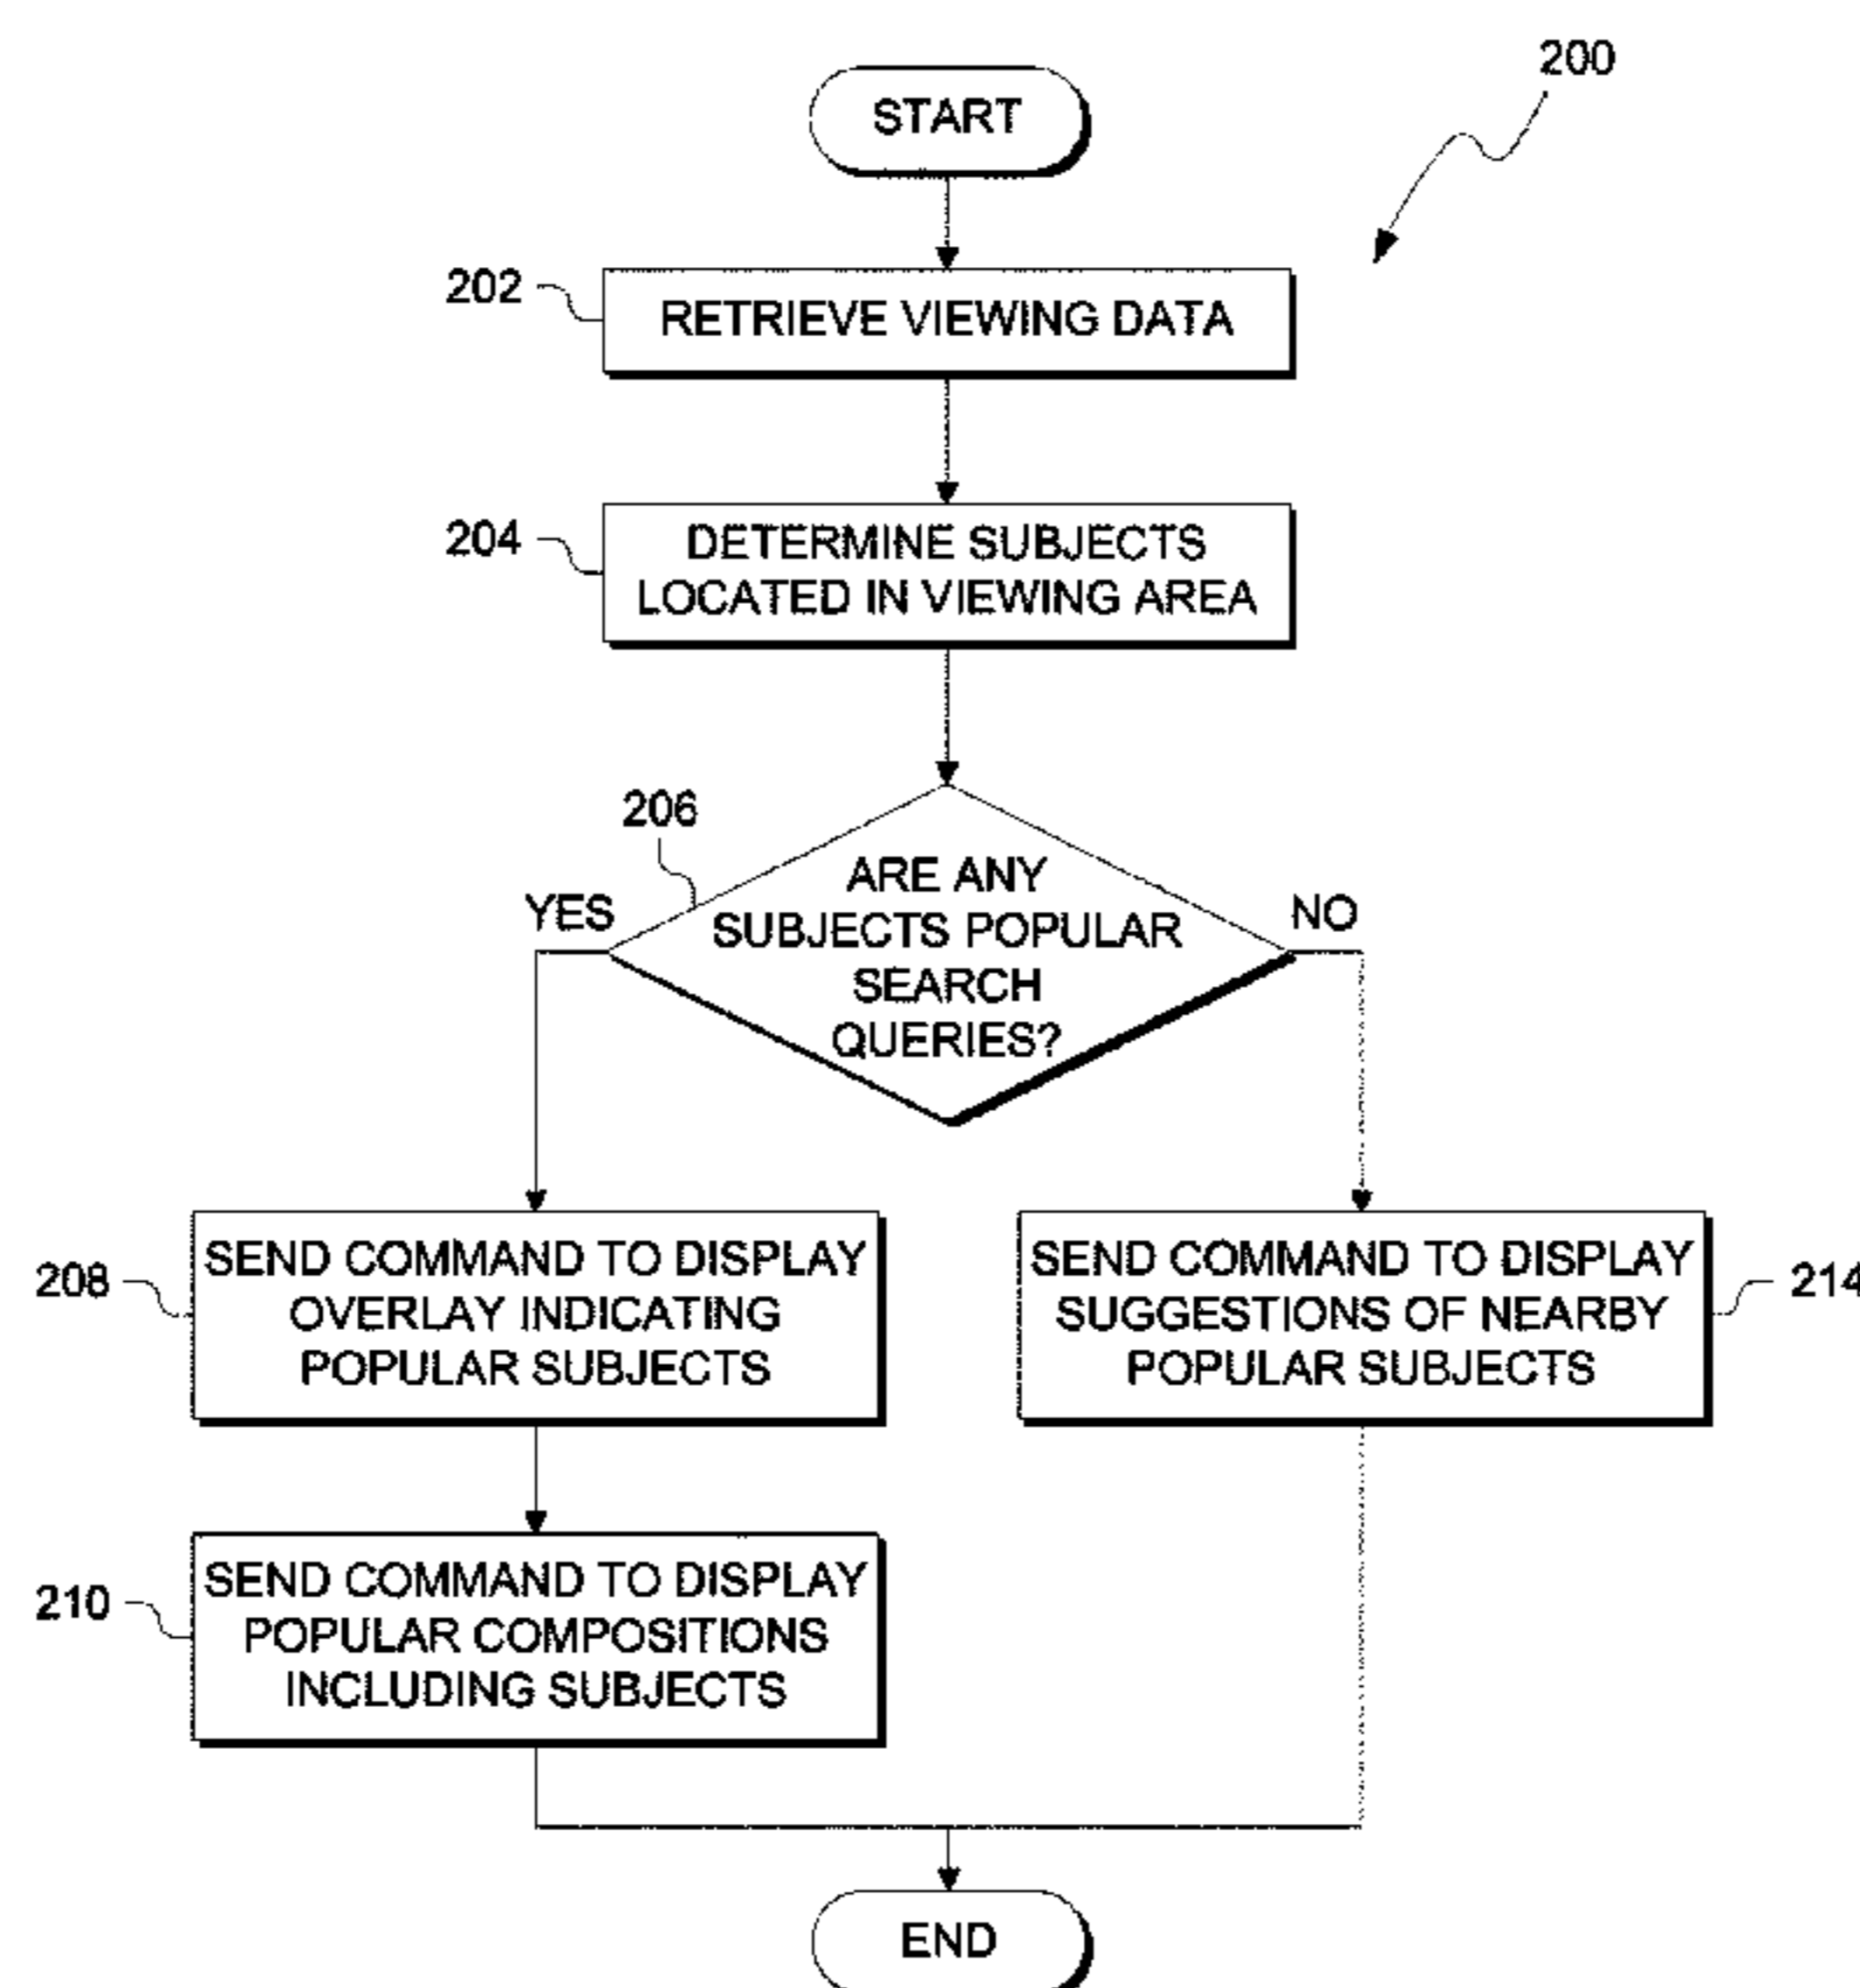 200
START
202
RETRIEVE VIEWING DATA
204
DETERMINE SUBJECTS
LOCATED IN VIEWING AREA
206
YES
ARE ANY
SUBJECTS POPULAR
SEARCH
QUERIES?
NO
208
SEND COMMAND TO DISPLAY
OVERLAY INDICATING
POPULAR SUBJECTS
SEND COMMAND TO DISPLAY
SUGGESTIONS OF NEARBY
POPULAR SUBJECTS
214
210
SEND COMMAND TO DISPLAY
POPULAR COMPOSITIONS
INCLUDING SUBJECTS
END